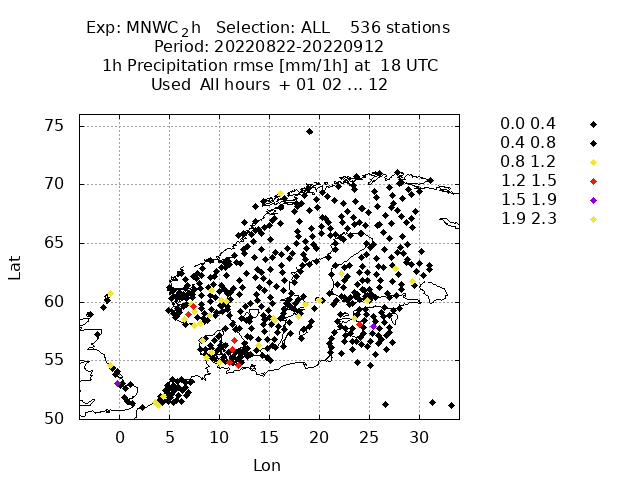 Exp: MNWC2h   Selection: ALL    536 stations
Period: 20220822-20220912
1h Precipitation rmse [mm/1h] at  18 UTC
Used  All hours  + 01 02 ... 12
0.0 0.4
0.4 0.8
0.8 1.2
1.2 1.5
1.5 1.9
1.9 2.3
75
70
65
60
55
50
Lat
0 5 10 15 20 25 30
Lon